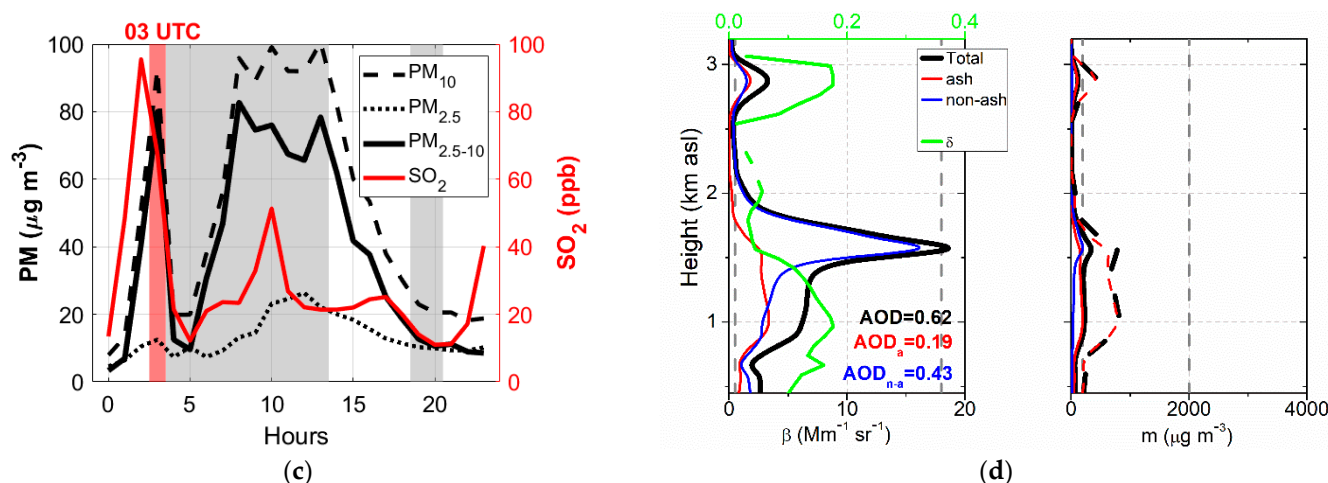 03 UTC
100
80
60
40
20
0
PM (μg m⁻³)
100
80
60
40
20
0
SO₂ (ppb)
PM₁₀
PM₂.₅
PM₂.₅₋₁₀
SO₂
0 5 10 15 20
Hours
(c)
0.0 0.2 0.4
3
2
1
Height (km asl)
Total
ash
non-ash
δ
AOD=0.62
AODₐ=0.19
AODₙ₋ₐ=0.43
0 10 20
β (Mm⁻¹ sr⁻¹)
0 2000 4000
m (μg m⁻³)
(d)